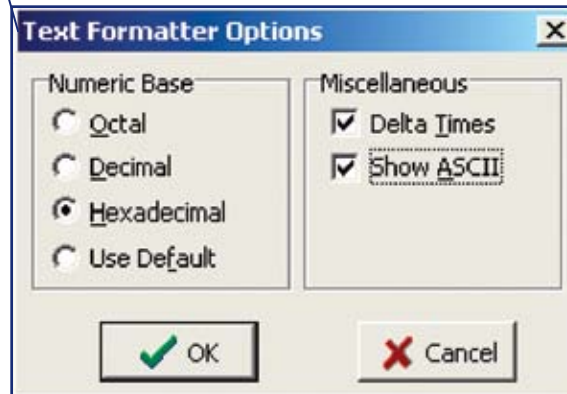 Text Formatter Options
Numeric Base
Octal
Decimal
Hexadecimal
Use Default
Miscellaneous
Delta Times
Show ASCII
OK
Cancel